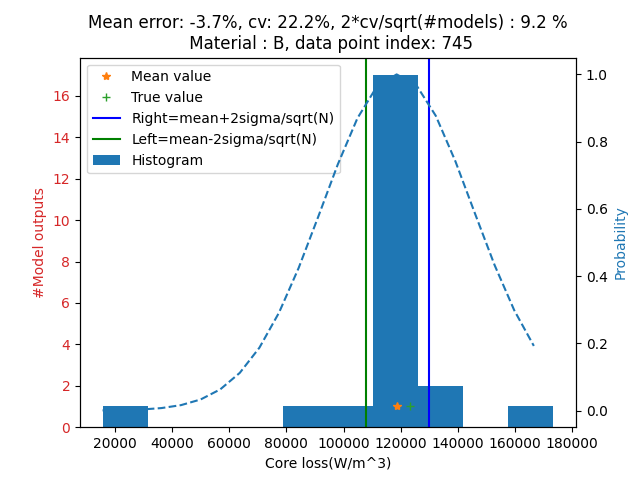 Mean error: -3.7%, cv: 22.2%, 2*cv/sqrt(#models) : 9.2 %
Material : B, data point index: 745
Mean value
True value
Right=mean+2sigma/sqrt(N)
Left=mean-2sigma/sqrt(N)
Histogram
16
14
12
10
8
6
4
2
0
#Model outputs
1.0
0.8
0.6
0.4
0.2
0.0
Probability
20000 40000 60000 80000 100000 120000 140000 160000 180000
Core loss(W/m^3)